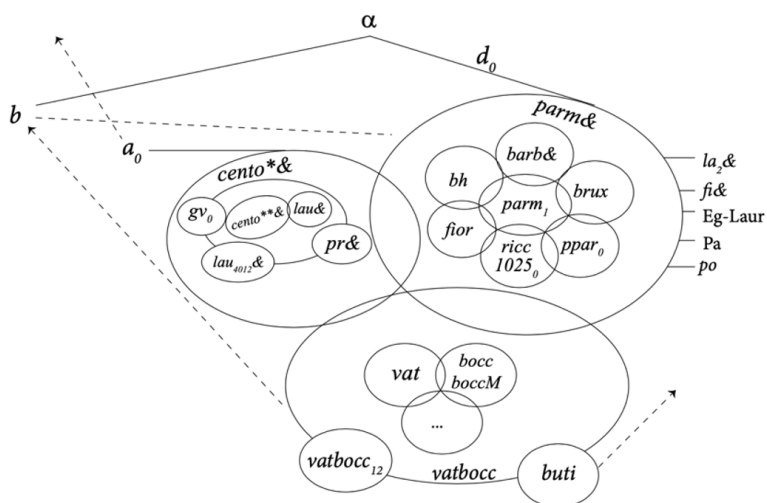 α
d₀
b
parm&
a₀
barb&
la₂&
cento*&
bh
brux
fi&
parm₁
gv₀
cento**&
lau&
Eg-Laur
fior
pr&
ricc
1025₀
ppar₀
Pa
lau₄₀₁₂&
po
vat
bocc
boccM
...
vatbocc₁₂
vatbocc
buti